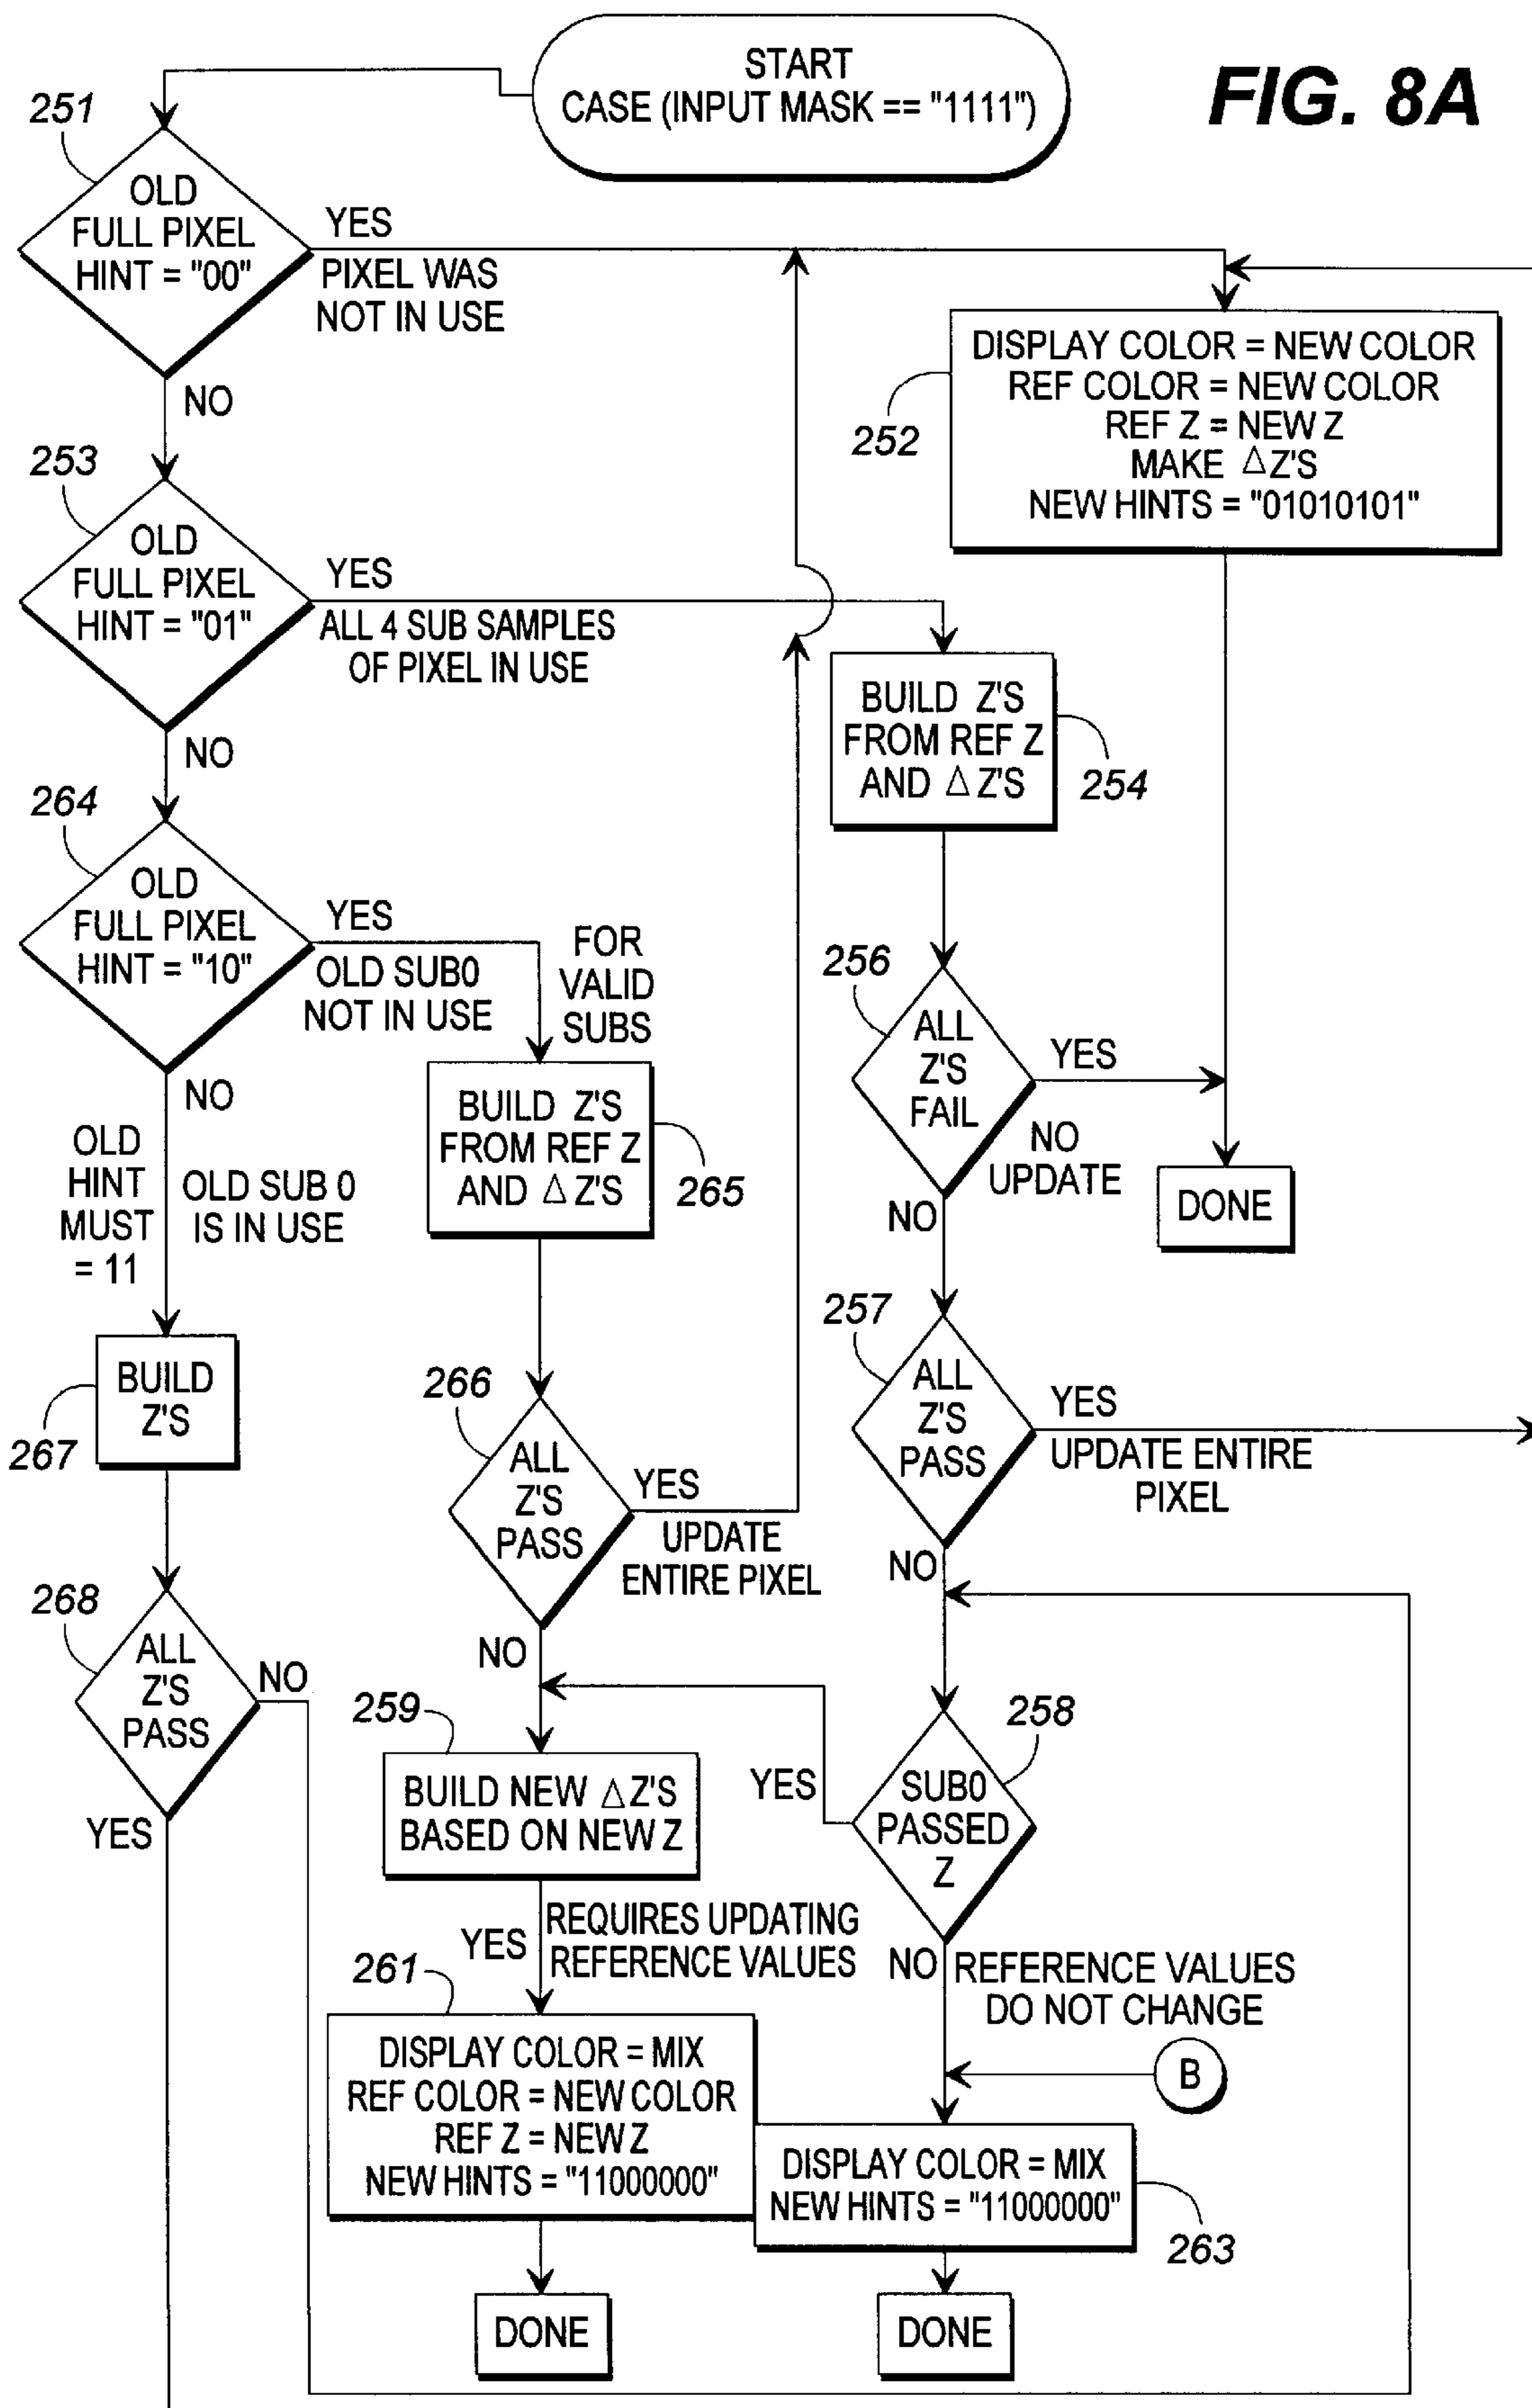 START
CASE (INPUT MASK == "1111")
FIG. 8A
251
OLD
FULL PIXEL
HINT = "00"
YES
PIXEL WAS
NOT IN USE
NO
252
DISPLAY COLOR = NEW COLOR
REF COLOR = NEW COLOR
REF Z = NEW Z
MAKE △Z'S
NEW HINTS = "01010101"
253
OLD
FULL PIXEL
HINT = "01"
YES
ALL 4 SUB SAMPLES
OF PIXEL IN USE
NO
BUILD Z'S
FROM REF Z
AND △ Z'S
254
264
OLD
FULL PIXEL
HINT = "10"
YES
OLD SUB0
NOT IN USE
FOR
VALID
SUBS
NO
OLD
HINT
MUST
= 11
OLD SUB 0
IS IN USE
BUILD Z'S
FROM REF Z
AND △ Z'S
265
256
ALL
Z'S
FAIL
YES
NO
UPDATE
NO
DONE
257
ALL
Z'S
PASS
YES
UPDATE ENTIRE
PIXEL
NO
BUILD
Z'S
267
266
ALL
Z'S
PASS
YES
UPDATE
ENTIRE PIXEL
NO
268
ALL
Z'S
PASS
NO
YES
259
BUILD NEW △Z'S
BASED ON NEW Z
YES
258
SUB0
PASSED
Z
YES
REQUIRES UPDATING
REFERENCE VALUES
NO
REFERENCE VALUES
DO NOT CHANGE
B
261
DISPLAY COLOR = MIX
REF COLOR = NEW COLOR
REF Z = NEW Z
NEW HINTS = "11000000"
DISPLAY COLOR = MIX
NEW HINTS = "11000000"
263
DONE
DONE